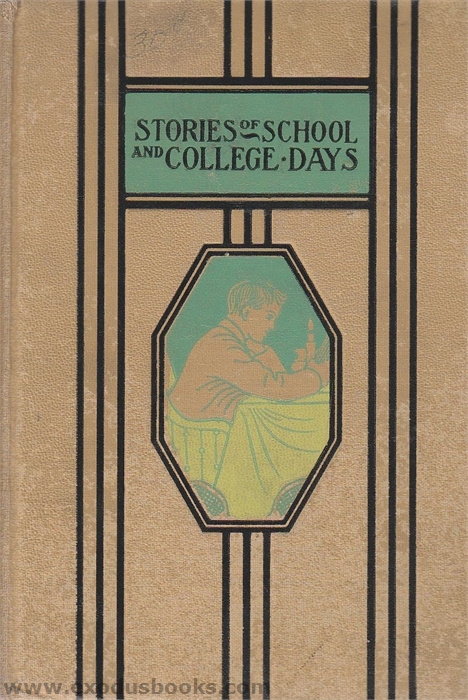 STORIES OF SCHOOL
AND COLLEGE·DAYS
www.exodusbooks.com